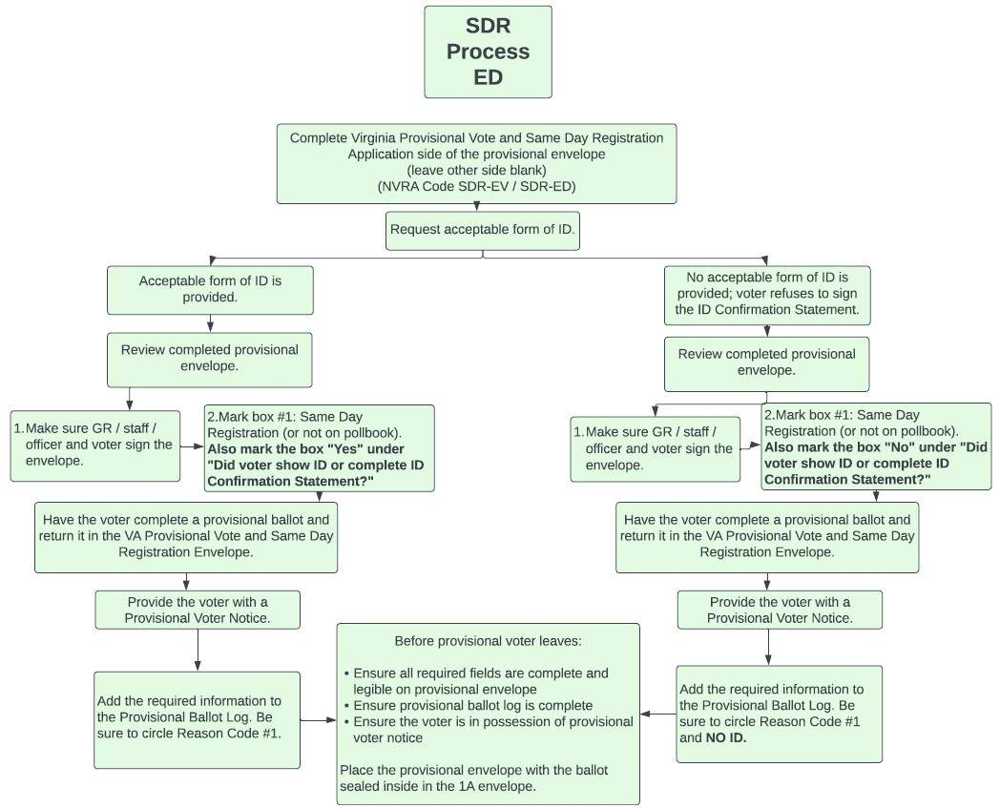 SDR
Process
ED
Complete Virginia Provisional Vote and Same Day Registration
Application side of the provisional envelope
(leave other side blank)
(NVRA Code SDR-EV / SDR-ED)
Request acceptable form of ID.
Acceptable form of ID is
provided.
Review completed provisional
envelope.
1. Make sure GR / staff /
officer and voter sign the
envelope.
2.Mark box #1: Same Day
Registration (or not on pollbook).
Also mark the box "Yes" under
"Did voter show ID or complete ID
Confirmation Statement?"
Have the voter complete a provisional ballot and
return it in the VA Provisional Vote and Same Day
Registration Envelope.
Provide the voter with a
Provisional Voter Notice.
Add the required information to
the Provisional Ballot Log. Be
sure to circle Reason Code #1.
No acceptable form of ID is
provided; voter refuses to sign
the ID Confirmation Statement.
Review completed provisional
envelope.
1. Make sure GR / staff /
officer and voter sign the
envelope.
2.Mark box #1: Same Day
Registration (or not on pollbook).
Also mark the box "No" under "Did
voter show ID or complete ID
Confirmation Statement?"
Have the voter complete a provisional ballot and
return it in the VA Provisional Vote and Same Day
Registration Envelope.
Provide the voter with a
Provisional Voter Notice.
Add the required information to
the Provisional Ballot Log. Be
sure to circle Reason Code #1
and NO ID.
Before provisional voter leaves:
• Ensure all required fields are complete and
legible on provisional envelope
• Ensure provisional ballot log is complete
• Ensure the voter is in possession of provisional
voter notice
Place the provisional envelope with the ballot
sealed inside in the 1A envelope.